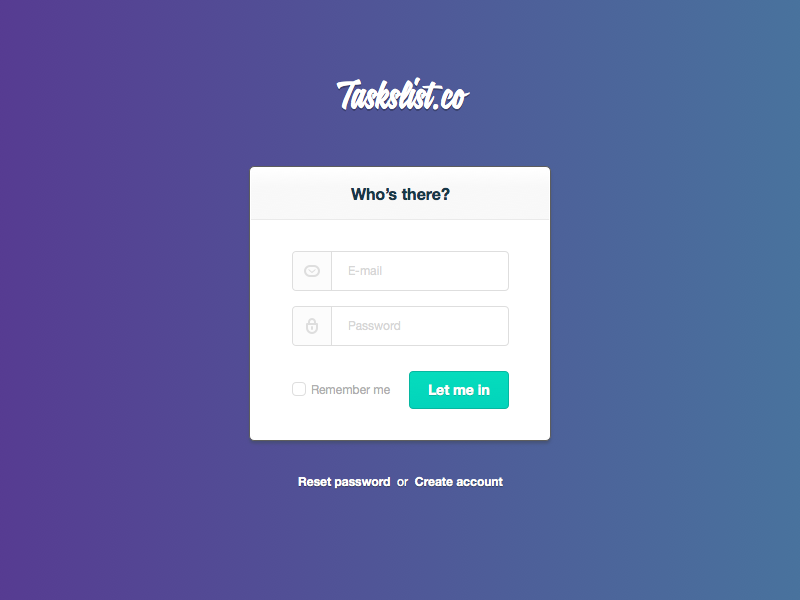 Taskslist.co
Who's there?
E-mail
Password
Remember me
Let me in
Reset password or Create account